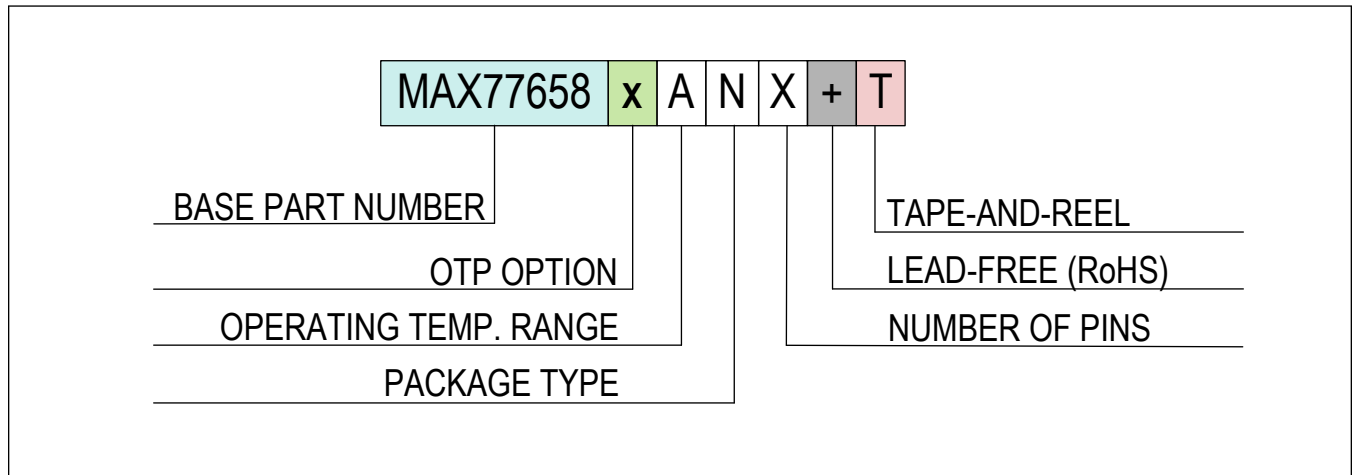 MAX77658 x A N X + T
BASE PART NUMBER
TAPE-AND-REEL
OTP OPTION
LEAD-FREE (RoHS)
OPERATING TEMP. RANGE
NUMBER OF PINS
PACKAGE TYPE